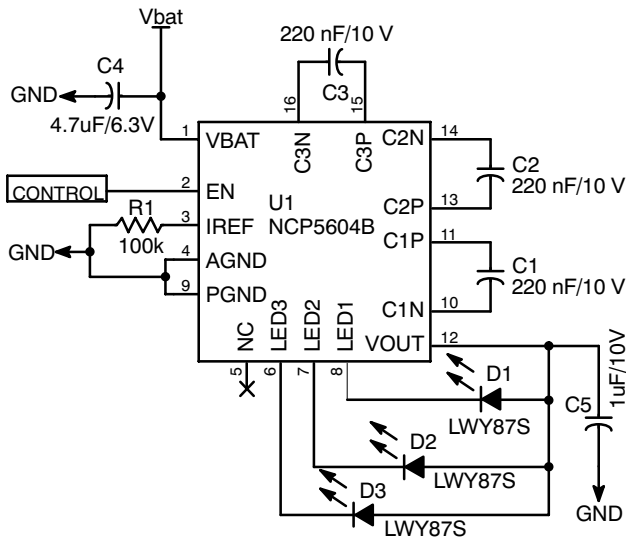 Vbat
220 nF/10 V
C4
GND
4.7uF/6.3V
C3
16
15
1
VBAT
C3N
C3P
C2N
14
C2
220 nF/10 V
CONTROL
2
EN
U1
NCP5604B
C2P
13
R1
100k
3
IREF
C1P
11
GND
4
AGND
C1
220 nF/10 V
9
PGND
C1N
10
NC
LED3
LED2
LED1
VOUT
12
5
6
7
8
D1
LWY87S
C5
1uF/10V
D2
LWY87S
D3
LWY87S
GND